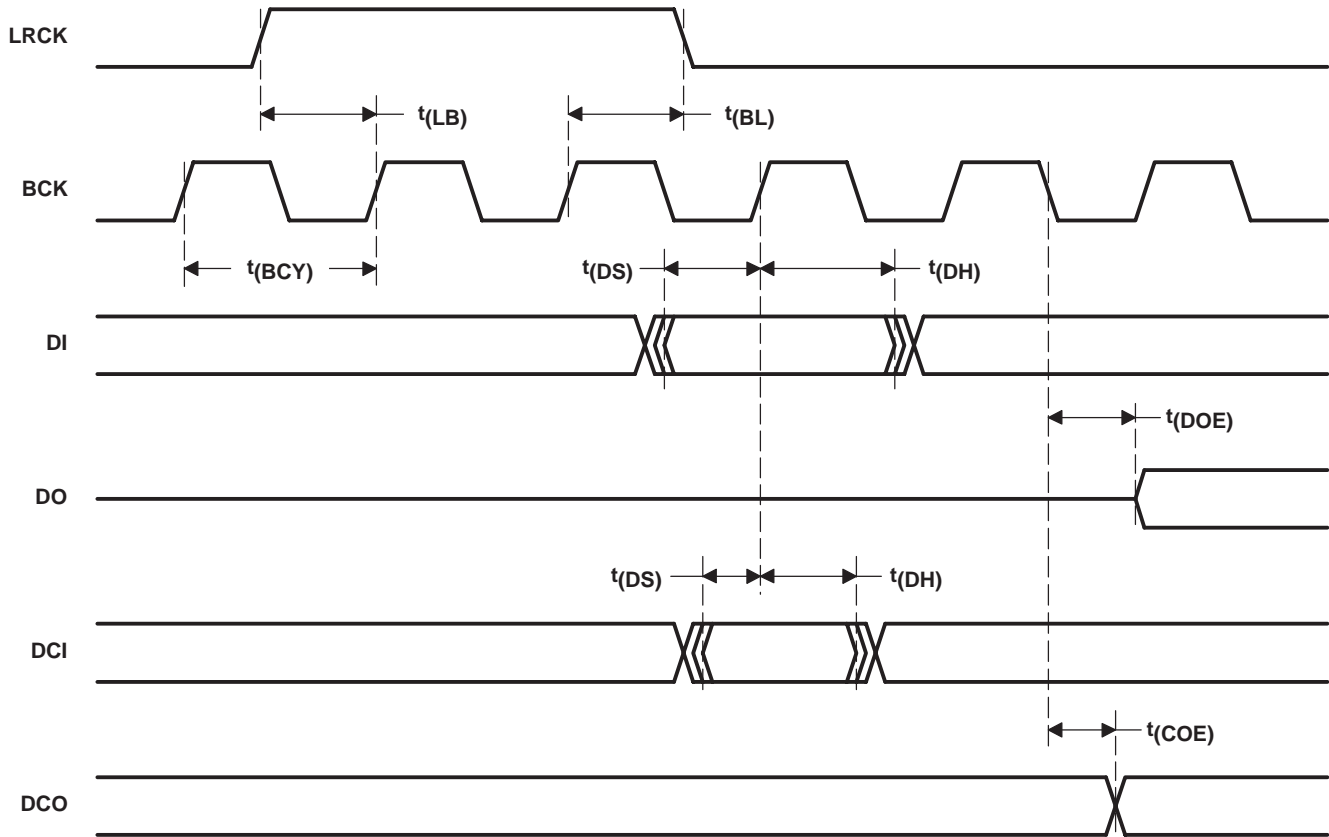 LRCK
t(LB)
t(BL)
BCK
t(BCY)
t(DS)
t(DH)
DI
t(DOE)
DO
t(DS)
t(DH)
DCI
t(COE)
DCO